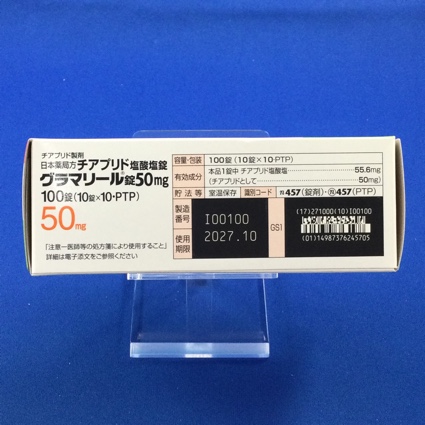 チアプリド製剤
日本薬局方 チアプリド塩酸塩錠
グラマリール®錠50mg
100錠(10錠×10・PTP)
50mg
「注意―医師等の処方箋により使用すること」
詳細は電子添文をご参照ください
容量・包装 100錠(10錠×10・PTP)
有効成分 本品1錠中 チアプリド塩酸塩……55.6mg
(チアプリドとして……50mg)
貯法等 室温保存 識別コード 457(錠剤)・457(PTP)
製造番号 I00100
使用期限 2027.10
GS1
(17)271000(10)I00100
(01)14987376245705